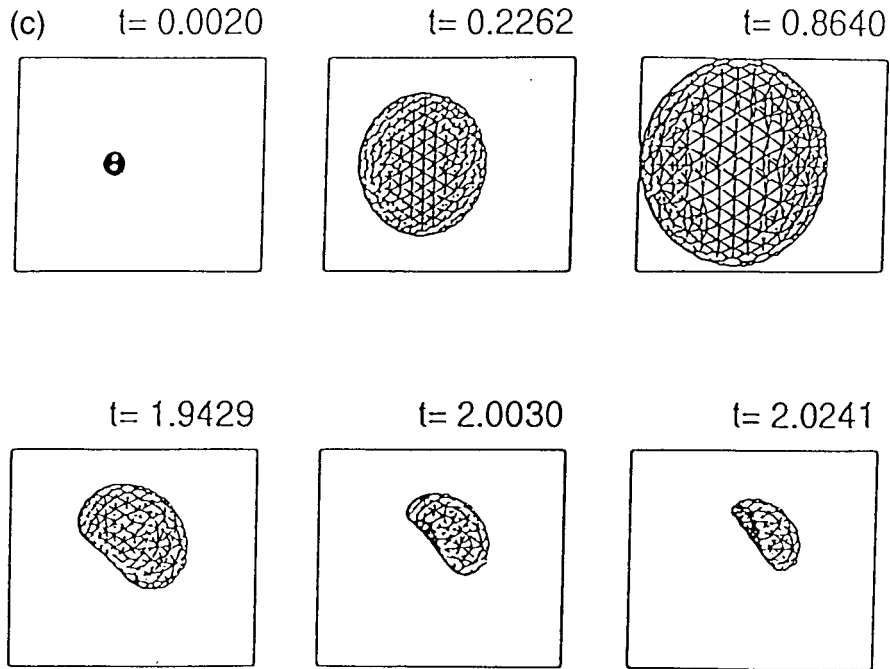 (c) t= 0.0020 t= 0.2262 t= 0.8640
t= 1.9429 t= 2.0030 t= 2.0241